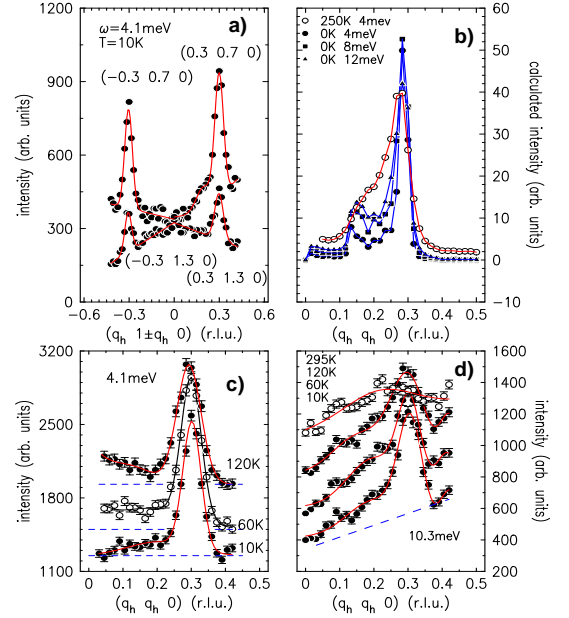 a)
ω=4.1meV
T=10K
(0.3 0.7 0)
(−0.3 0.7 0)
(−0.3 1.3 0)
(0.3 1.3 0)
1200
900
600
300
0
intensity (arb. units)
−0.6
−0.3
0
0.3
0.6
( q_h 1±q_h 0) (r.l.u.)
b)
250K 4mev
0K 4meV
0K 8meV
0K 12meV
60
50
40
30
20
10
0
−10
calculated intensity (arb. units)
0
0.1
0.2
0.3
0.4
0.5
( q_h q_h 0) (r.l.u.)
c)
4.1meV
120K
60K
10K
3200
2500
1800
1100
intensity (arb. units)
0
0.1
0.2
0.3
0.4
0.5
( q_h q_h 0) (r.l.u.)
d)
295K
120K
60K
10K
10.3meV
1600
1400
1200
1000
800
600
400
200
intensity (arb. units)
0
0.1
0.2
0.3
0.4
0.5
( q_h q_h 0) (r.l.u.)